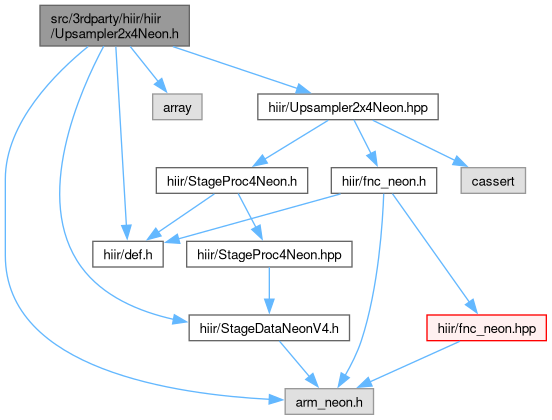 src/3rdparty/hiir/hiir
/Upsampler2x4Neon.h
array
hiir/Upsampler2x4Neon.hpp
hiir/StageProc4Neon.h
hiir/fnc_neon.h
cassert
hiir/def.h
hiir/StageProc4Neon.hpp
hiir/StageDataNeonV4.h
hiir/fnc_neon.hpp
arm_neon.h